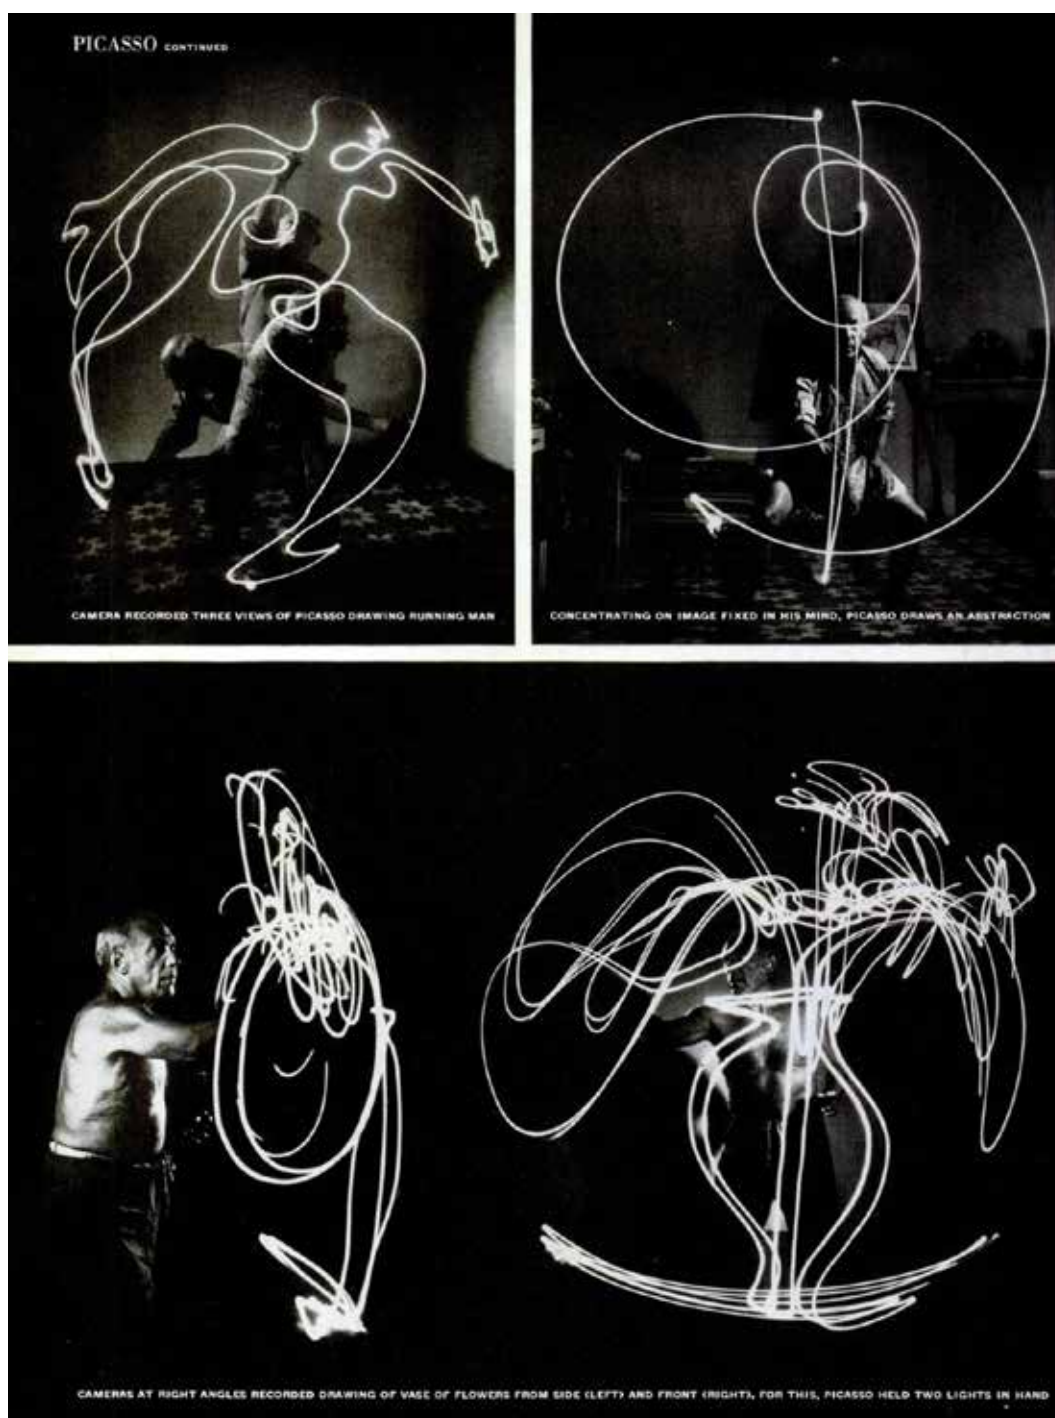 PICASSO CONTINUED
CAMERA RECORDED THREE VIEWS OF PICASSO DRAWING RUNNING MAN
CONCENTRATING ON IMAGE FIXED IN HIS MIND, PICASSO DRAWS AN ABSTRACTION
CAMERAS AT RIGHT ANGLES RECORDED DRAWING OF VASE OF FLOWERS FROM SIDE (LEFT) AND FRONT (RIGHT). FOR THIS, PICASSO HELD TWO LIGHTS IN HAND